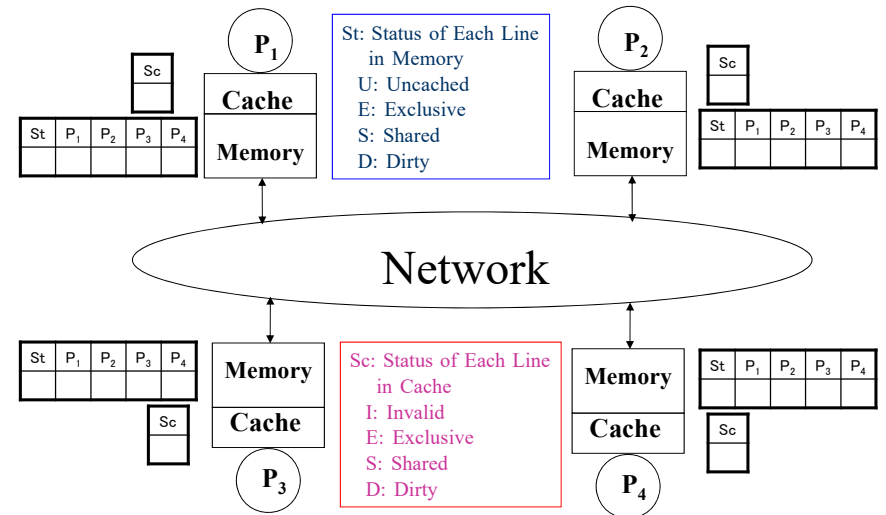 P₁
Sc
Cache
Memory
St P₁ P₂ P₃ P₄
St: Status of Each Line
in Memory
U: Uncached
E: Exclusive
S: Shared
D: Dirty
P₂
Sc
Cache
Memory
St P₁ P₂ P₃ P₄
Network
St P₁ P₂ P₃ P₄
Sc
Memory
Cache
P₃
Sc: Status of Each Line
in Cache
I: Invalid
E: Exclusive
S: Shared
D: Dirty
Memory
Cache
P₄
St P₁ P₂ P₃ P₄
Sc